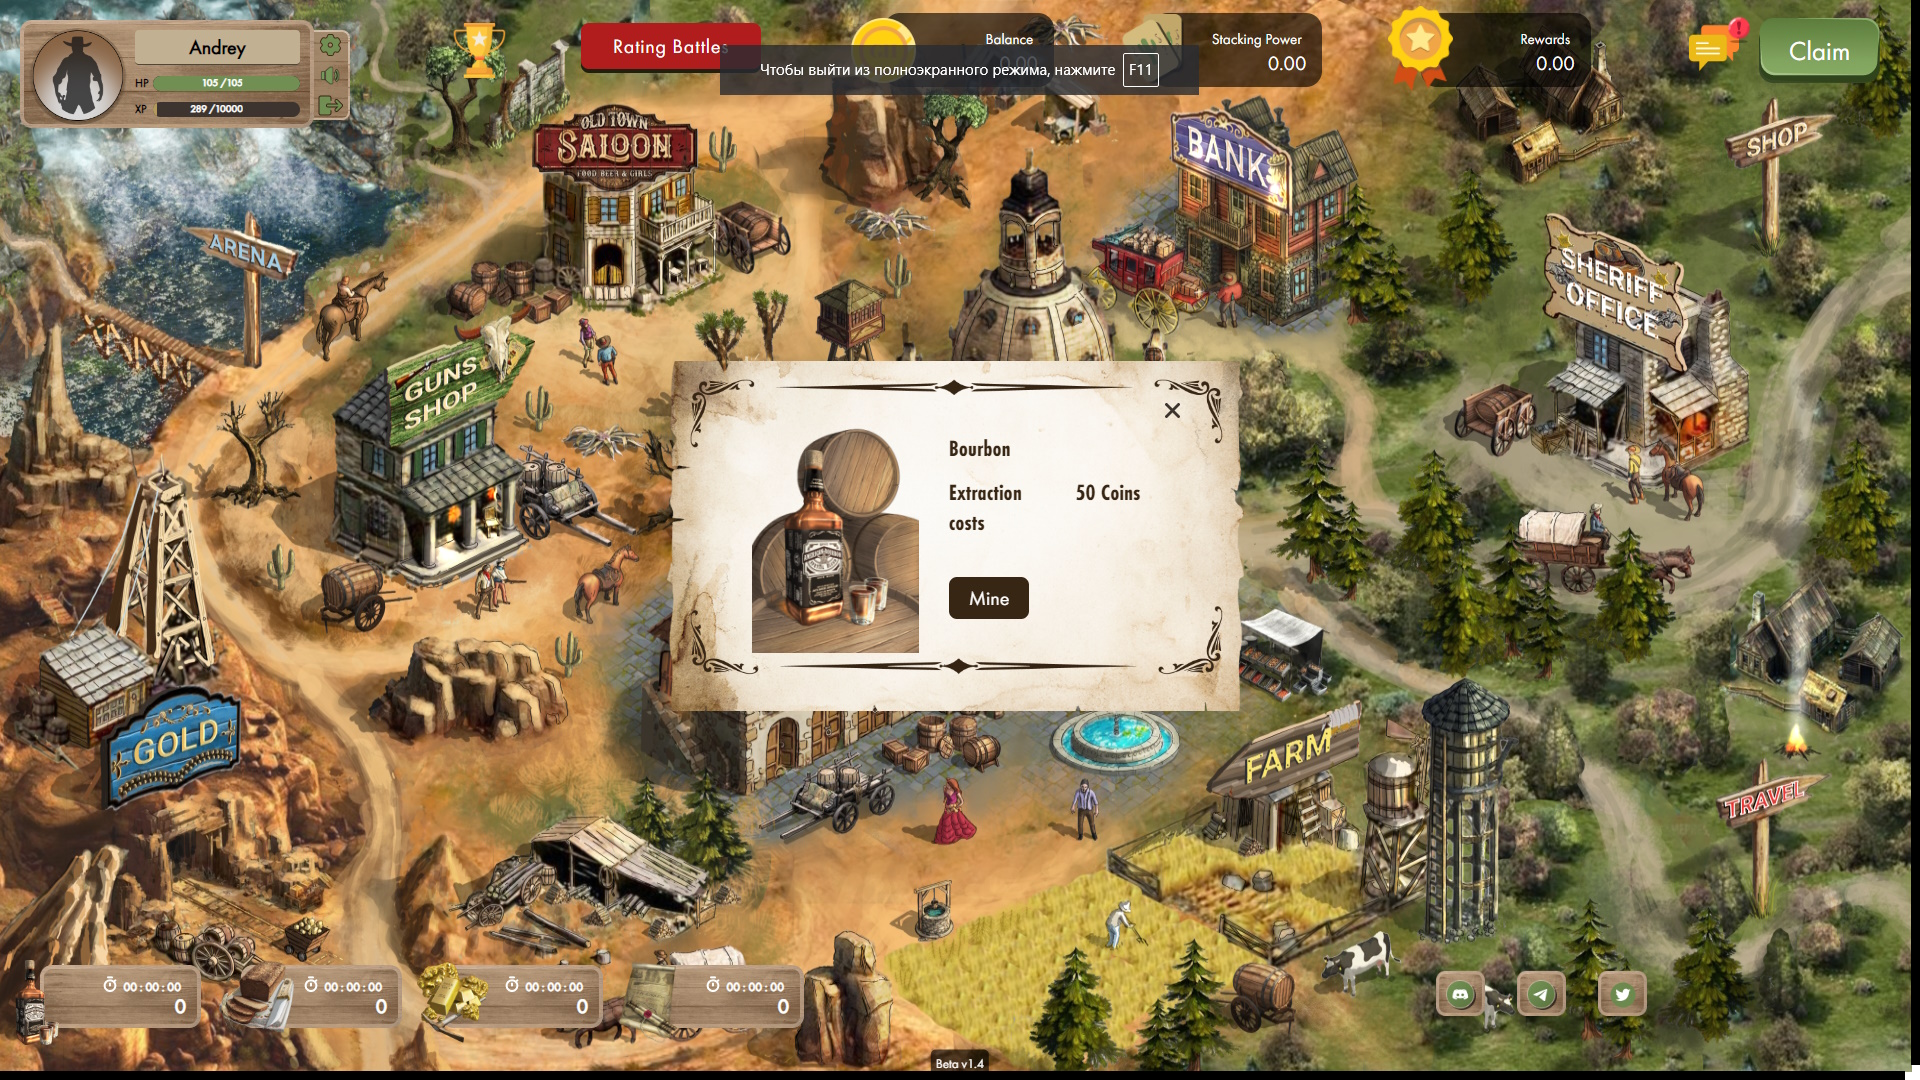 Andrey
HP 105 / 105
XP 289 / 10000
Rating Battles
Balance
0.00
Stacking Power
0.00
Rewards
0.00
Claim
Чтобы выйти из полноэкранного режима, нажмите F11
OLD TOWN
SALOON
FOOD BEER & GIRLS
BANK
SHOP
ARENA
SHERIFF
OFFICE
GUNS
SHOP
Bourbon
Extraction costs
50 Coins
Mine
GOLD
FARM
TRAVEL
00:00:00
0
00:00:00
0
00:00:00
0
00:00:00
0
Beta v1.4